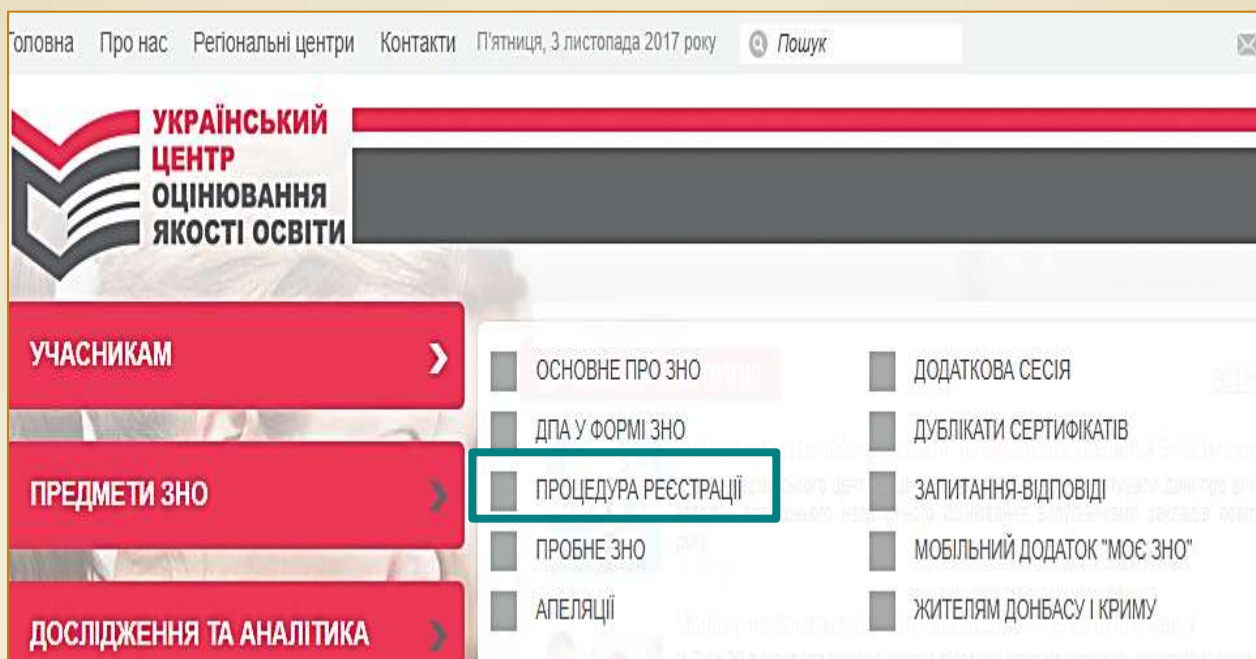 Головна Про нас Регіональні центри Контакти П'ятниця, 3 листопада 2017 року Пошук
УКРАЇНСЬКИЙ
ЦЕНТР
ОЦІНЮВАННЯ
ЯКОСТІ ОСВІТИ
УЧАСНИКАМ
ПРЕДМЕТИ ЗНО
ДОСЛІДЖЕННЯ ТА АНАЛІТИКА
ОСНОВНЕ ПРО ЗНО
ДПА У ФОРМІ ЗНО
ПРОЦЕДУРА РЕЄСТРАЦІЇ
ПРОБНЕ ЗНО
АПЕЛЯЦІЇ
ДОДАТКОВА СЕСІЯ
ДУБЛІКАТИ СЕРТИФІКАТІВ
ЗАПИТАННЯ-ВІДПОВІДІ
МОБІЛЬНИЙ ДОДАТОК "МОЄ ЗНО"
ЖИТЕЛЯМ ДОНБАСУ І КРИМУ